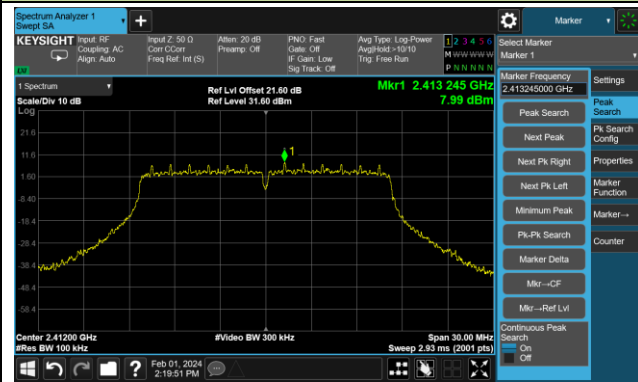 Spectrum Analyzer 1
Swept SA
+
Marker
KEYSIGHT
Input: RF
Coupling: AC
Align: Auto
Input Z: 50 Ω
Corr CCorr
Freq Ref: Int (S)
Atten: 20 dB
Preamp: Off
PNO: Fast
Gate: Off
IF Gain: Low
Sig Track: Off
Avg Type: Log-Power
Avg|Hold:>10/10
Trig: Free Run
1 2 3 4 5 6
M W W W W W
P N N N N N
LXI
Select Marker
Marker 1
1 Spectrum
Scale/Div 10 dB
Log
Ref Lvl Offset 21.60 dB
Ref Level 31.60 dBm
Mkr1 2.413 245 GHz
7.99 dBm
21.6
11.6
1.60
-8.40
-18.4
-28.4
-38.4
-48.4
-58.4
1
Center 2.41200 GHz
#Res BW 100 kHz
#Video BW 300 kHz
Span 30.00 MHz
Sweep 2.93 ms (2001 pts)
Marker Frequency
2.413245000 GHz
Peak Search
Next Peak
Next Pk Right
Next Pk Left
Minimum Peak
Pk-Pk Search
Marker Delta
Mkr→CF
Mkr→Ref Lvl
Continuous Peak
Search
On
Off
Settings
Peak
Search
Pk Search
Config
Properties
Marker
Function
Marker→
Counter
?
Feb 01, 2024
2:19:51 PM